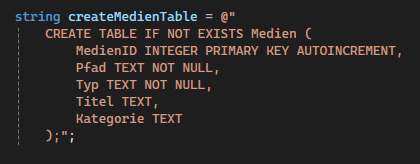 string createMedienTable = @"
CREATE TABLE IF NOT EXISTS Medien (
MedienID INTEGER PRIMARY KEY AUTOINCREMENT,
Pfad TEXT NOT NULL,
Typ TEXT NOT NULL,
Titel TEXT,
Kategorie TEXT
);";